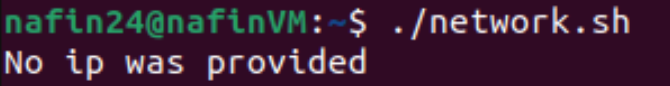 nafin24@nafinVM:~$ ./network.sh
No ip was provided